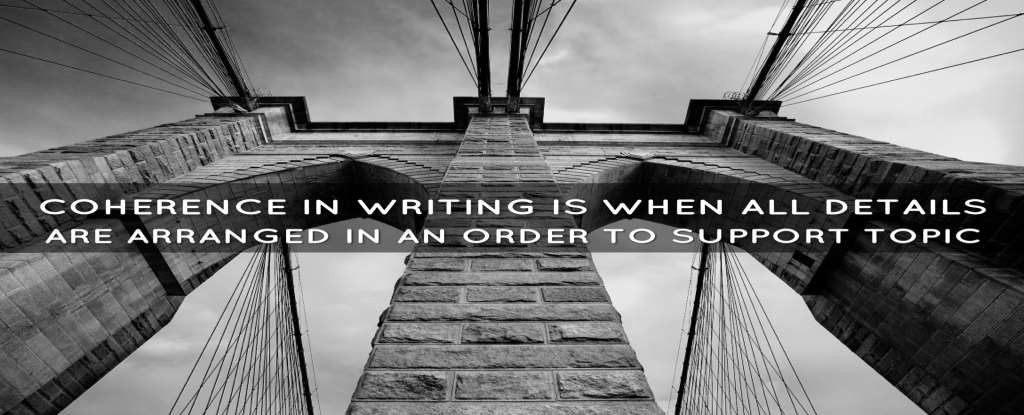 COHERENCE IN WRITING IS WHEN ALL DETAILS
ARE ARRANGED IN AN ORDER TO SUPPORT TOPIC